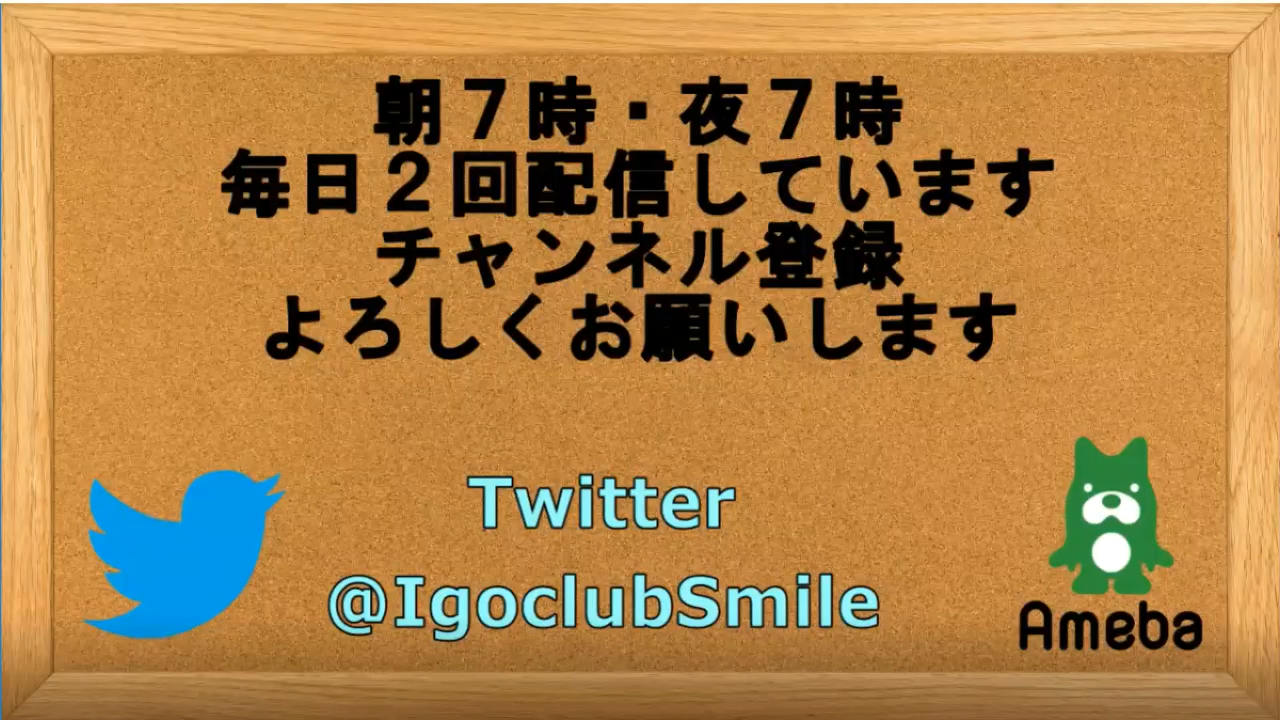 朝７時・夜７時
毎日２回配信しています
チャンネル登録
よろしくお願いします
Twitter
@IgoclubSmile
Ameba